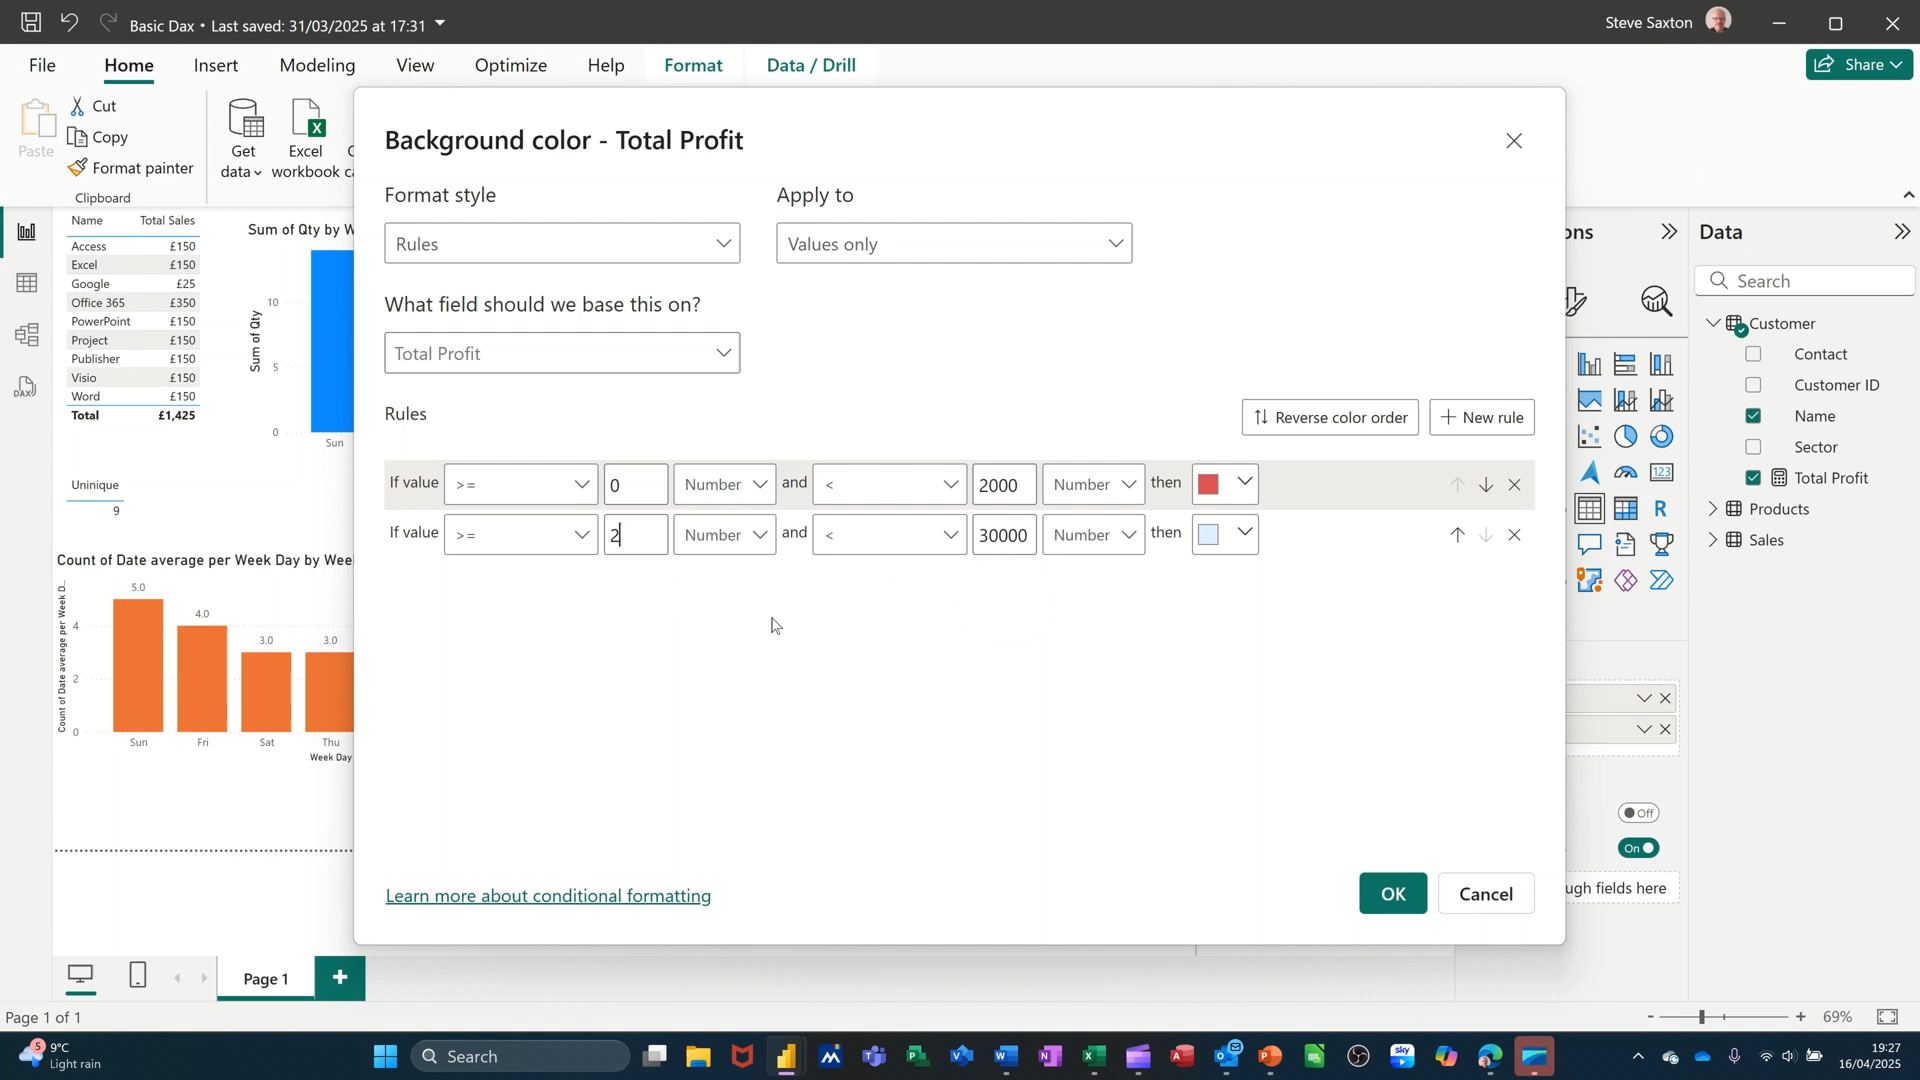 Basic Dax • Last saved: 31/03/2025 at 17:31
Steve Saxton
File
Home
Insert
Modeling
View
Optimize
Help
Format
Data / Drill
Share
Paste
Cut
Copy
Format painter
Clipboard
Get
data
Excel
workbook
Background color - Total Profit
Format style
Apply to
Rules
Values only
What field should we base this on?
Total Profit
Rules
Reverse color order
New rule
If value >= 0 Number and < 2000 Number then
If value >= 2 Number and < 30000 Number then
Learn more about conditional formatting
OK
Cancel
Name Total Sales
Access £150
Excel £150
Google £25
Office 365 £350
PowerPoint £150
Project £150
Publisher £150
Visio £150
Word £150
Total £1,425
Sum of Qty by W
Sum of Qty
10
5
0
Sun
Uninique
9
Count of Date average per Week Day by Wee
Count of Date average per Week D...
5.0
4.0
3.0
3.0
4
2
0
Sun
Fri
Sat
Thu
Week Day
DAX
ons
Data
Search
Customer
Contact
Customer ID
Name
Sector
Total Profit
Products
Sales
123
R
Off
On
ugh fields here
Page 1
Page 1 of 1
69%
5
9°C
Light rain
Search
sky
19:27
16/04/2025